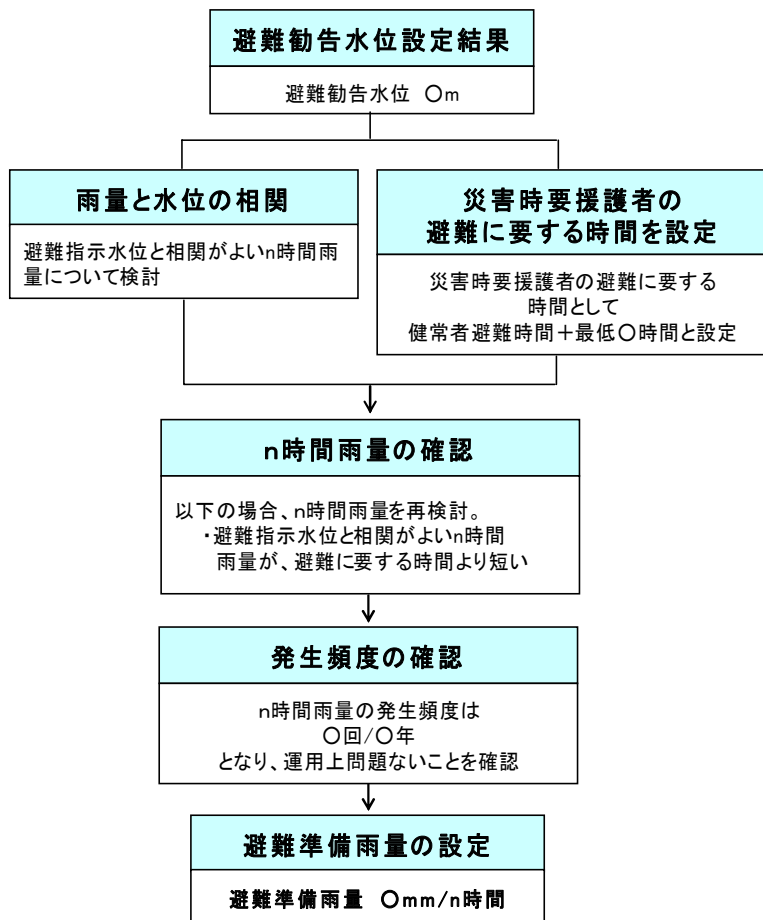 避難勧告水位設定結果
避難勧告水位 〇m
雨量と水位の相関
避難指示水位と相関がよいn時間雨
量について検討
災害時要援護者の
避難に要する時間を設定
災害時要援護者の避難に要する
時間として
健常者避難時間＋最低〇時間と設定
n時間雨量の確認
以下の場合、n時間雨量を再検討。
・避難指示水位と相関がよいn時間
雨量が、避難に要する時間より短い
発生頻度の確認
n時間雨量の発生頻度は
〇回/〇年
となり、運用上問題ないことを確認
避難準備雨量の設定
避難準備雨量 〇mm/n時間